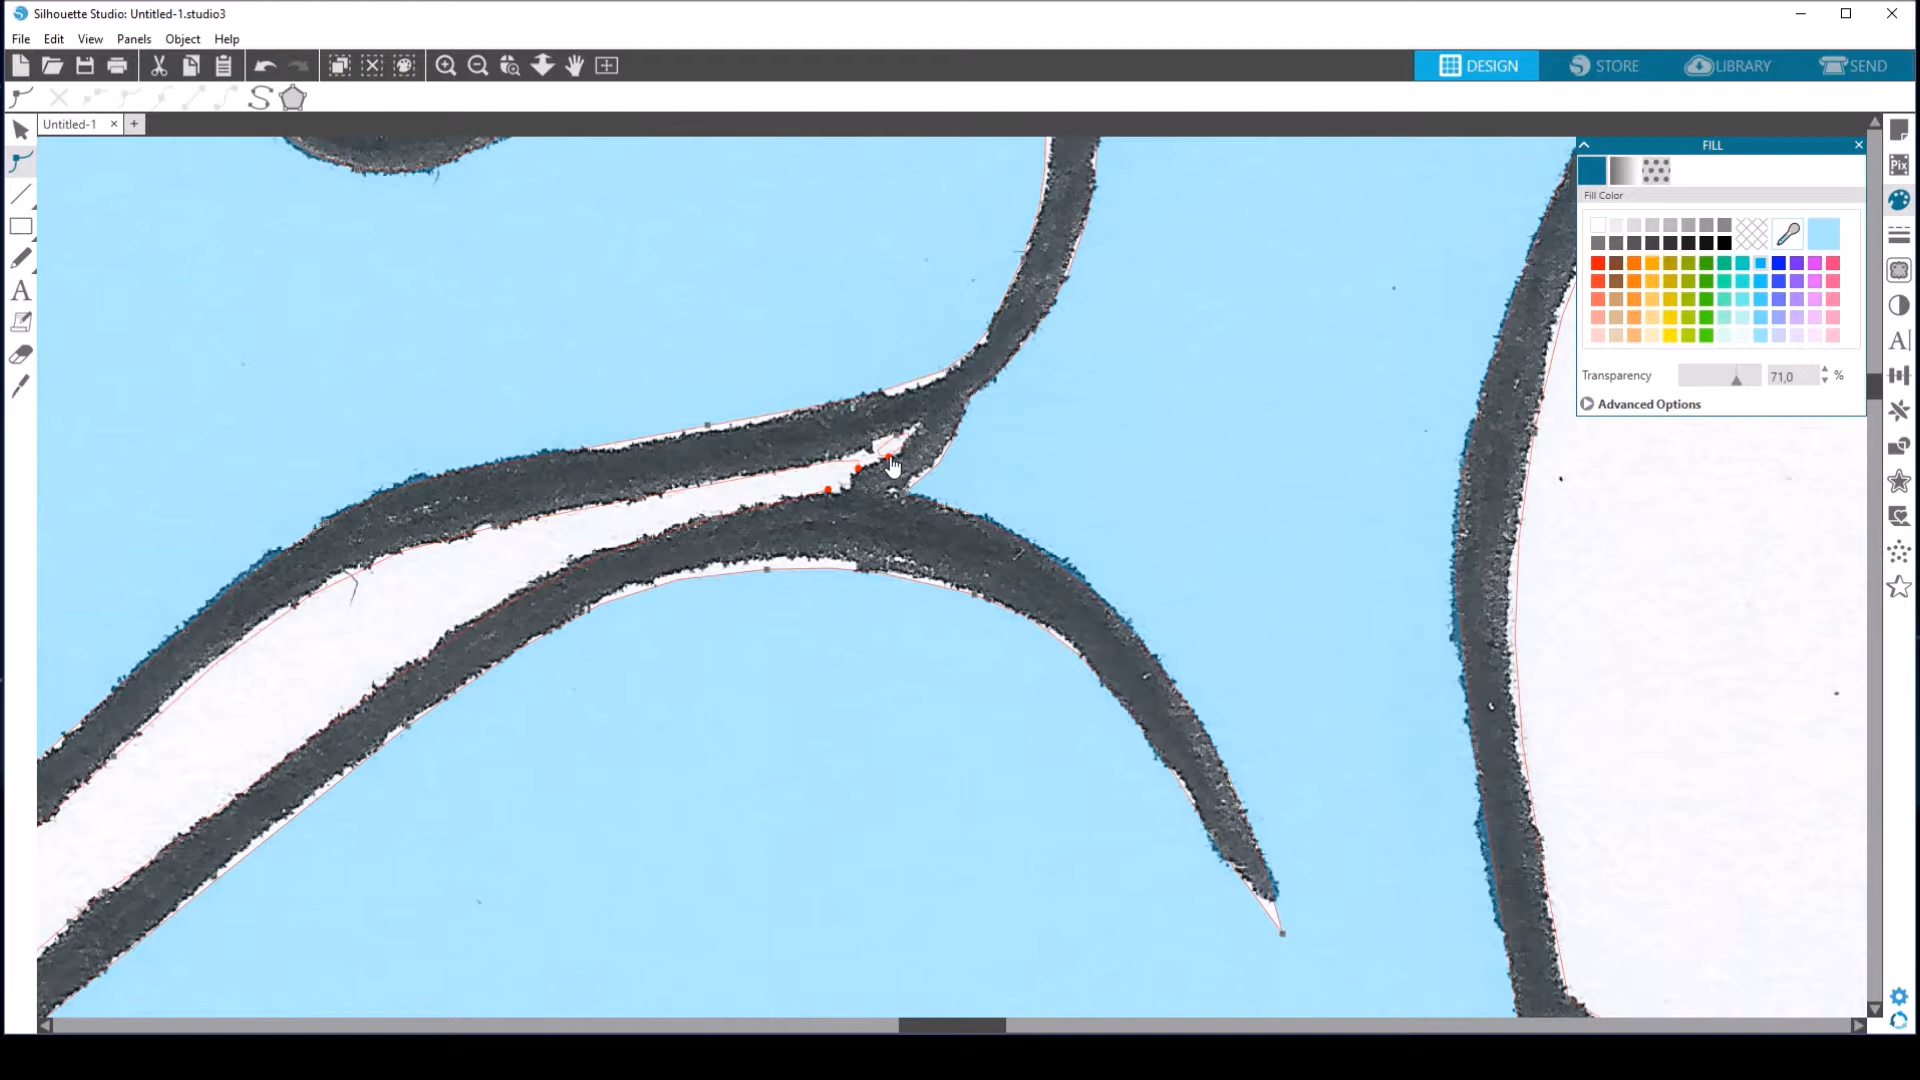 Silhouette Studio: Untitled-1.studio3
File Edit View Panels Object Help
DESIGN STORE LIBRARY SEND
Untitled-1
FILL
Pix
Fill Color
Transparency 71,0 %
Advanced Options